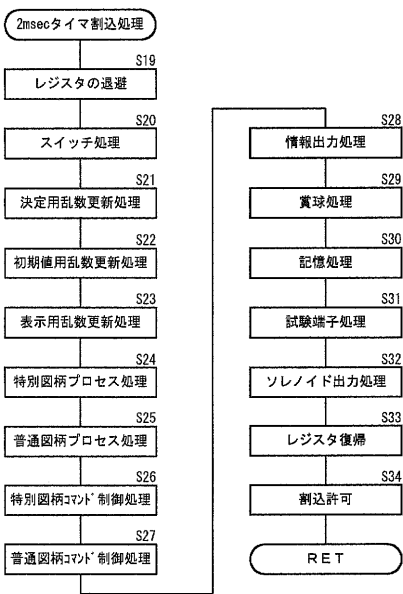 2msecタイマ割込処理
S19
レジスタの退避
S20
スイッチ処理
S21
決定用乱数更新処理
S22
初期値用乱数更新処理
S23
表示用乱数更新処理
S24
特別図柄プロセス処理
S25
普通図柄プロセス処理
S26
特別図柄ｺﾏﾝﾄﾞ制御処理
S27
普通図柄ｺﾏﾝﾄﾞ制御処理
S28
情報出力処理
S29
賞球処理
S30
記憶処理
S31
試験端子処理
S32
ソレノイド出力処理
S33
レジスタ復帰
S34
割込許可
RET